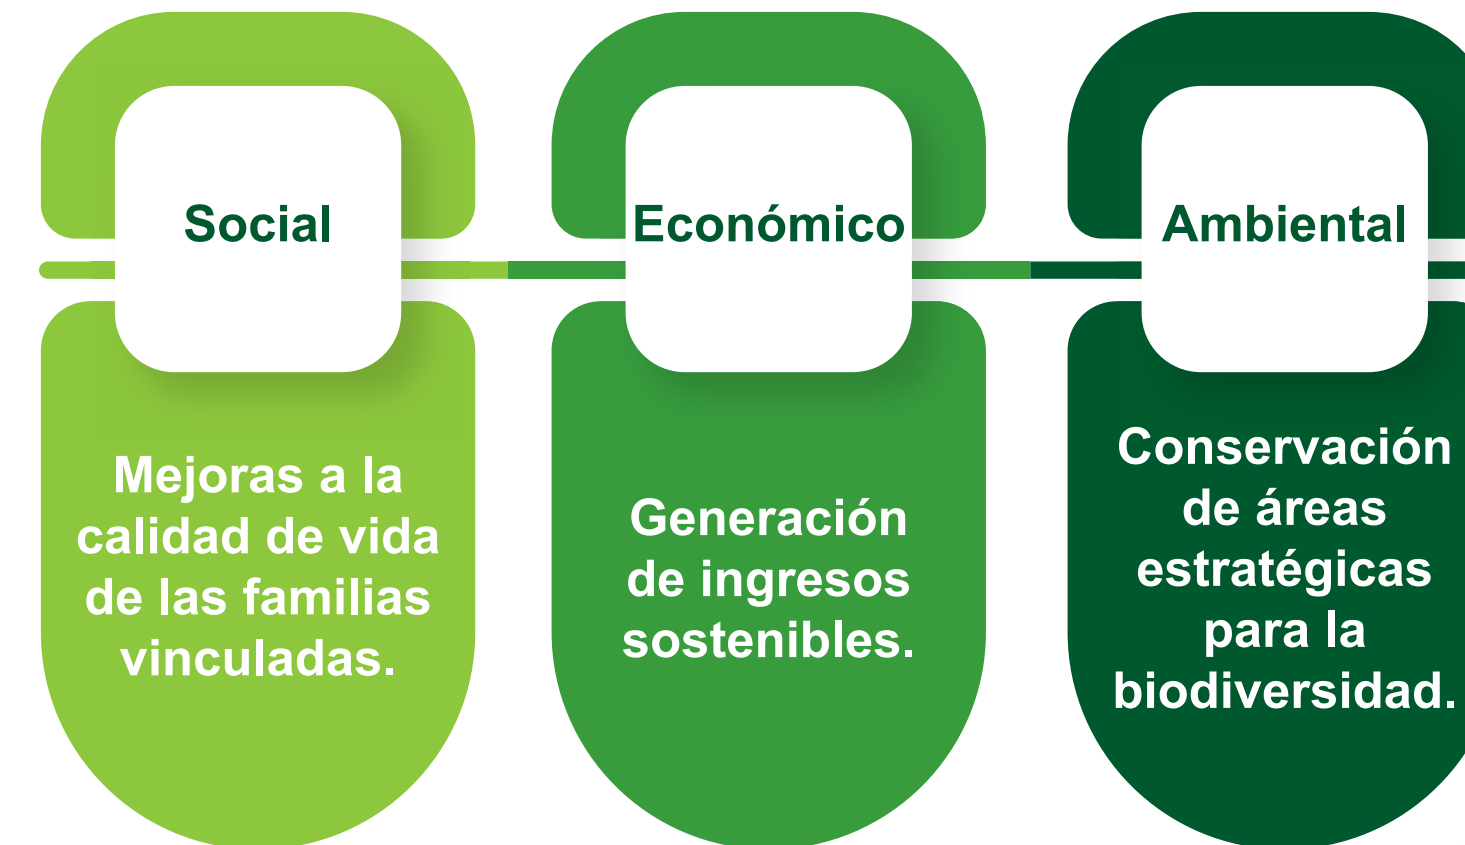 Social
Mejoras a la
calidad de vida
de las familias
vinculadas.
Económico
Generación
de ingresos
sostenibles.
Ambiental
Conservación
de áreas
estratégicas
para la
biodiversidad.